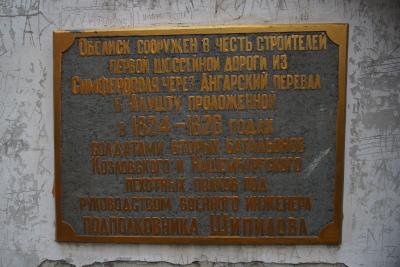 Обелиск сооружен в честь строителей
первой шоссейной дороги из
Симферополя через Ангарский перевал
в Алушту, проложенной
в 1824–1826 годах
солдатами вторых батальонов
Козловского и Нашебургского
пехотных полков под
руководством военного инженера
подполковника Шипилова